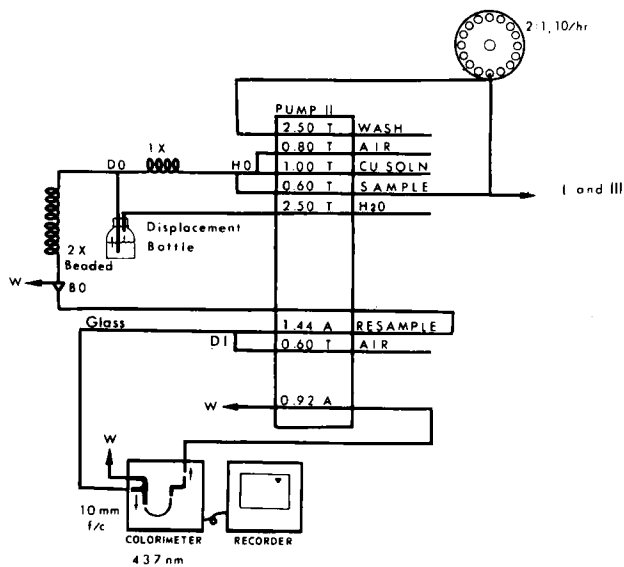 2:1, 10/hr
PUMP II
2.50 T WASH
0.80 T AIR
1.00 T CU SOLN
0.60 T SAMPLE
2.50 T H20
I and III
1X
D0
H0
Displacement
Bottle
2X
Beaded
W
B0
Glass
1.44 A RESAMPLE
DI
0.60 T AIR
W
0.92 A
W
10 mm
f/c
COLORIMETER
RECORDER
437 nm